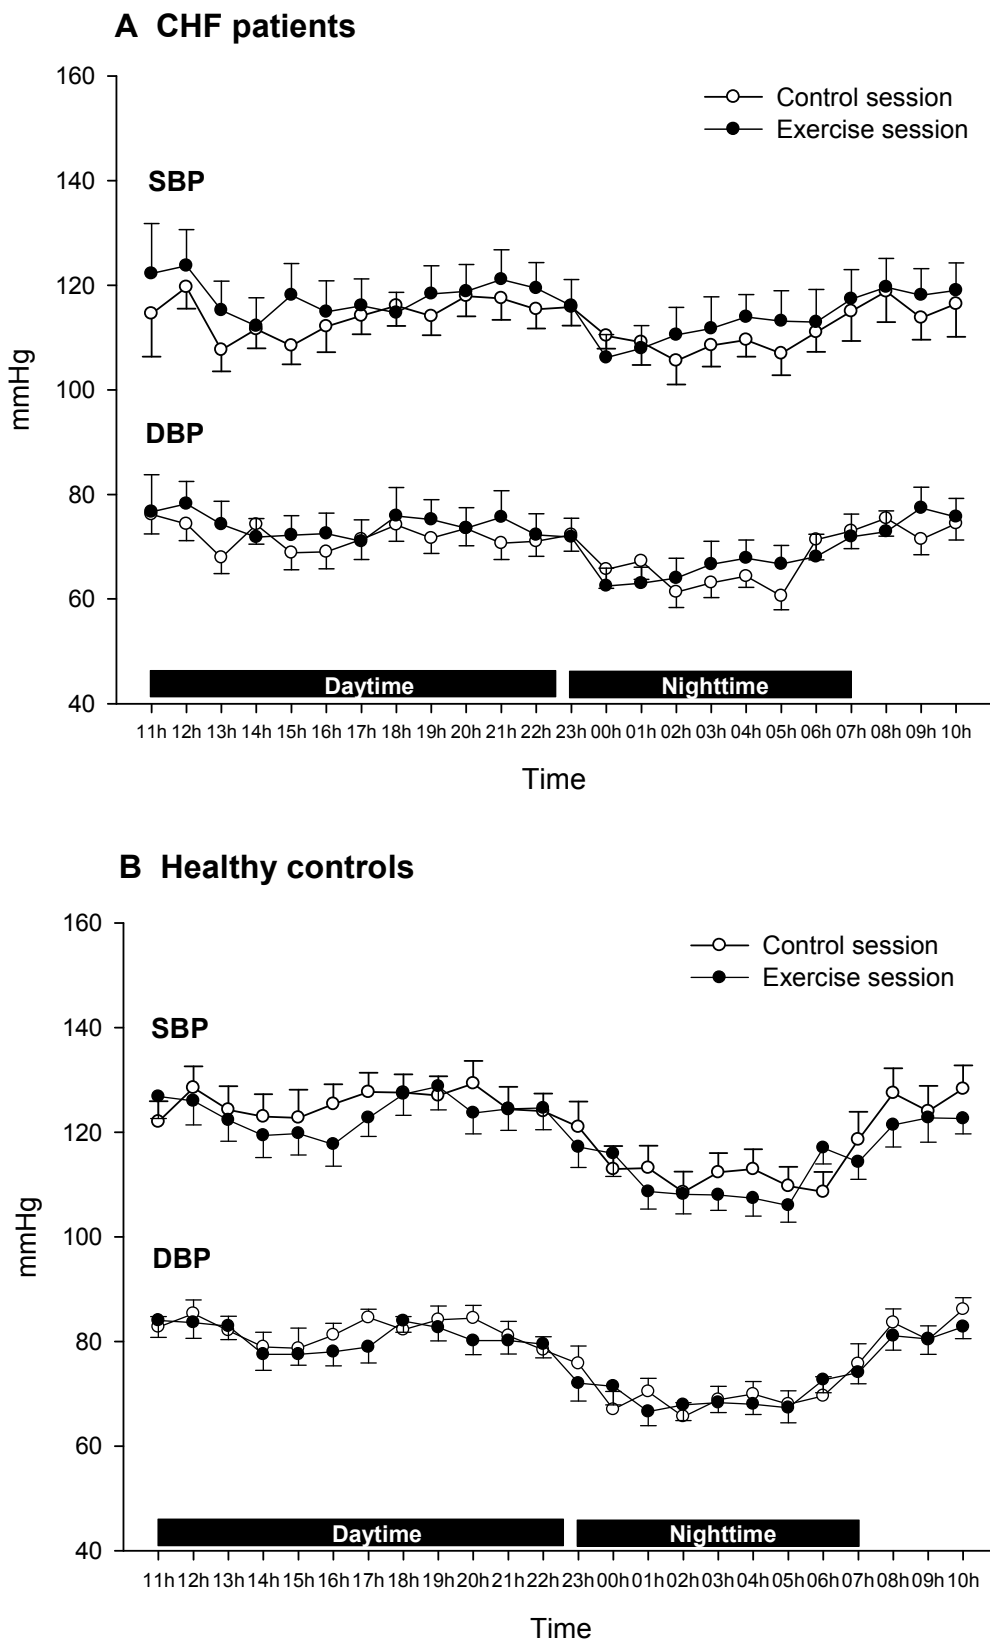 A CHF patients
160
Control session
Exercise session
140
SBP
120
100
mmHg
DBP
80
60
Daytime
Nighttime
40
11h 12h 13h 14h 15h 16h 17h 18h 19h 20h 21h 22h 23h 00h 01h 02h 03h 04h 05h 06h 07h 08h 09h 10h
Time
B Healthy controls
160
Control session
Exercise session
140
SBP
120
100
mmHg
DBP
80
60
Daytime
Nighttime
40
11h 12h 13h 14h 15h 16h 17h 18h 19h 20h 21h 22h 23h 00h 01h 02h 03h 04h 05h 06h 07h 08h 09h 10h
Time